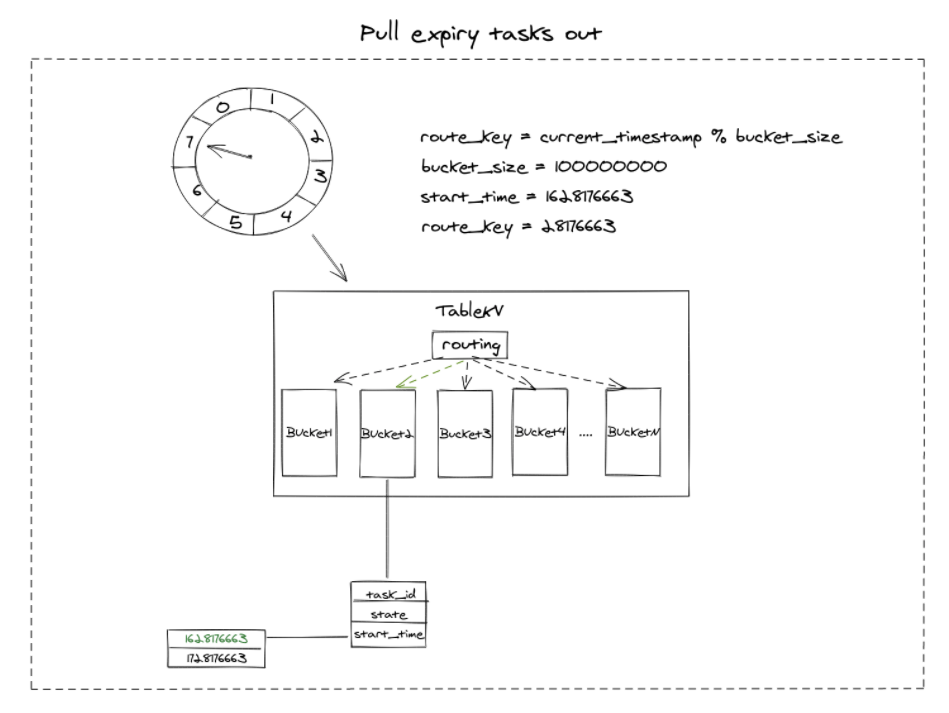 Pull expiry tasks out
0
1
2
3
4
5
6
7
route_key = current_timestamp % bucket_size
bucket_size = 100000000
start_time = 1628176663
route_key = 28176663
TableKV
routing
Bucket1
Bucket2
Bucket3
Bucket4
....
BucketN
task_id
state
start_time
1628176663
1728176663